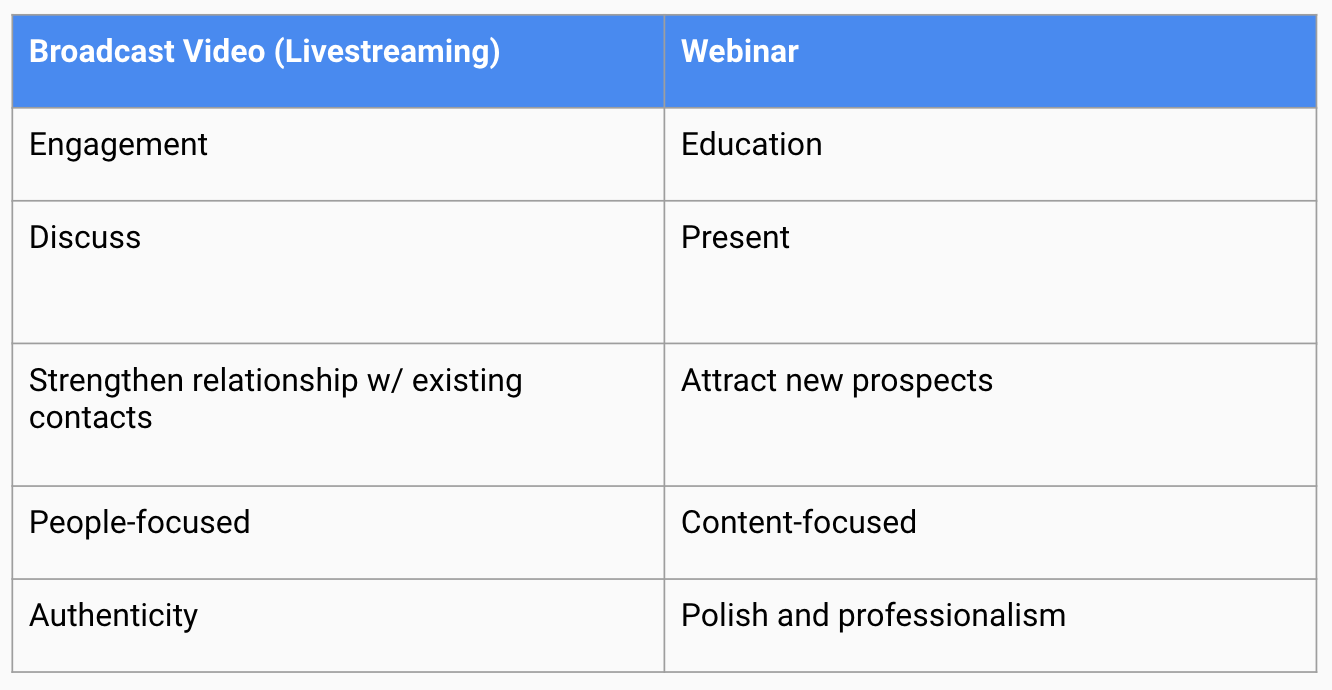 Broadcast Video (Livestreaming)
Webinar
Engagement
Education
Discuss
Present
Strengthen relationship w/ existing
contacts
Attract new prospects
People-focused
Content-focused
Authenticity
Polish and professionalism